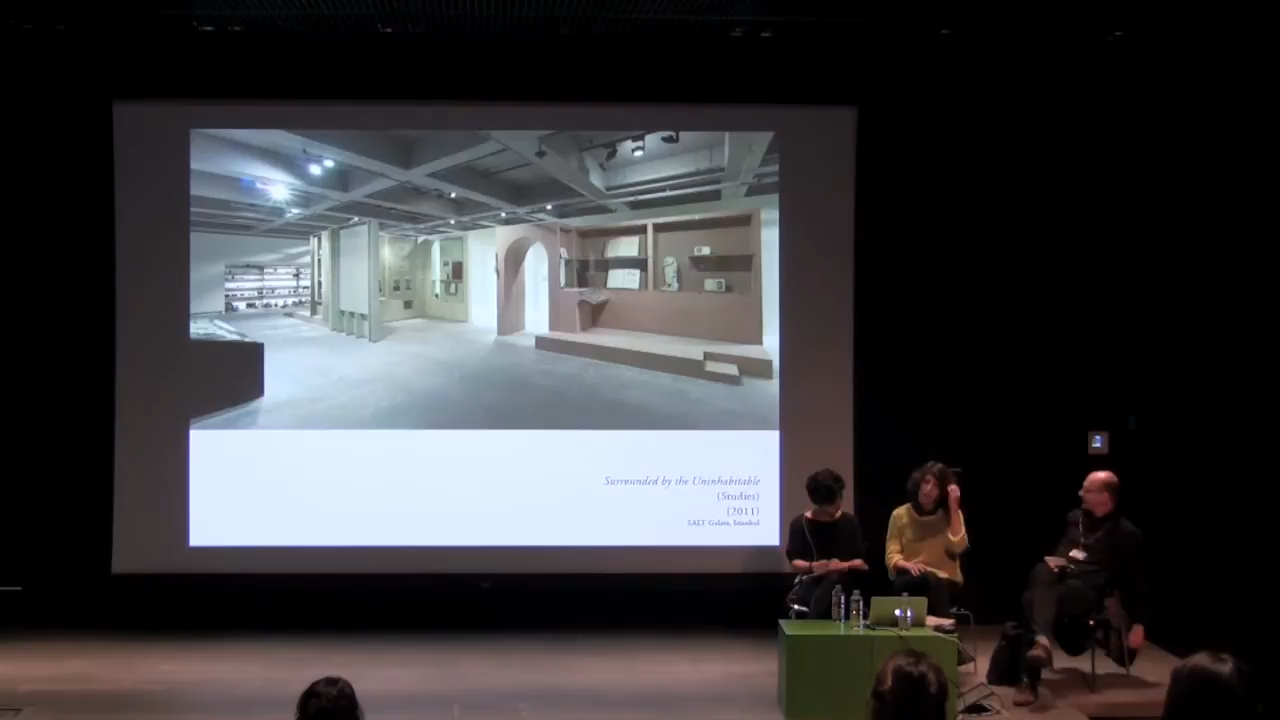 Surrounded by the Uninhabitable
(Studies)
(2011)
SALT Galata, Istanbul